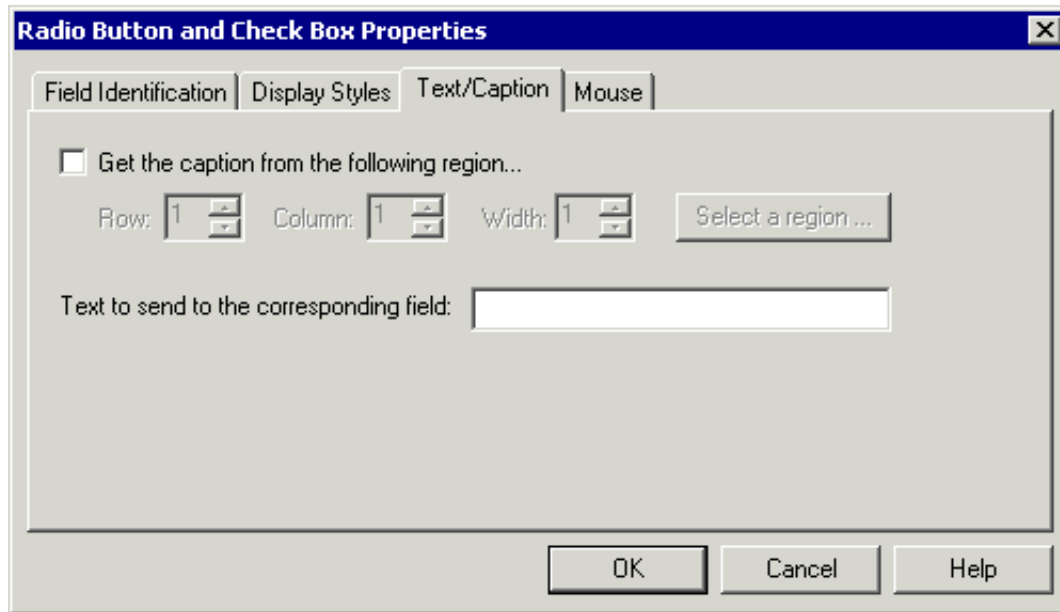 Radio Button and Check Box Properties
Field Identification Display Styles Text/Caption Mouse
Get the caption from the following region...
Row: 1 Column: 1 Width: 1 Select a region ...
Text to send to the corresponding field:
OK Cancel Help